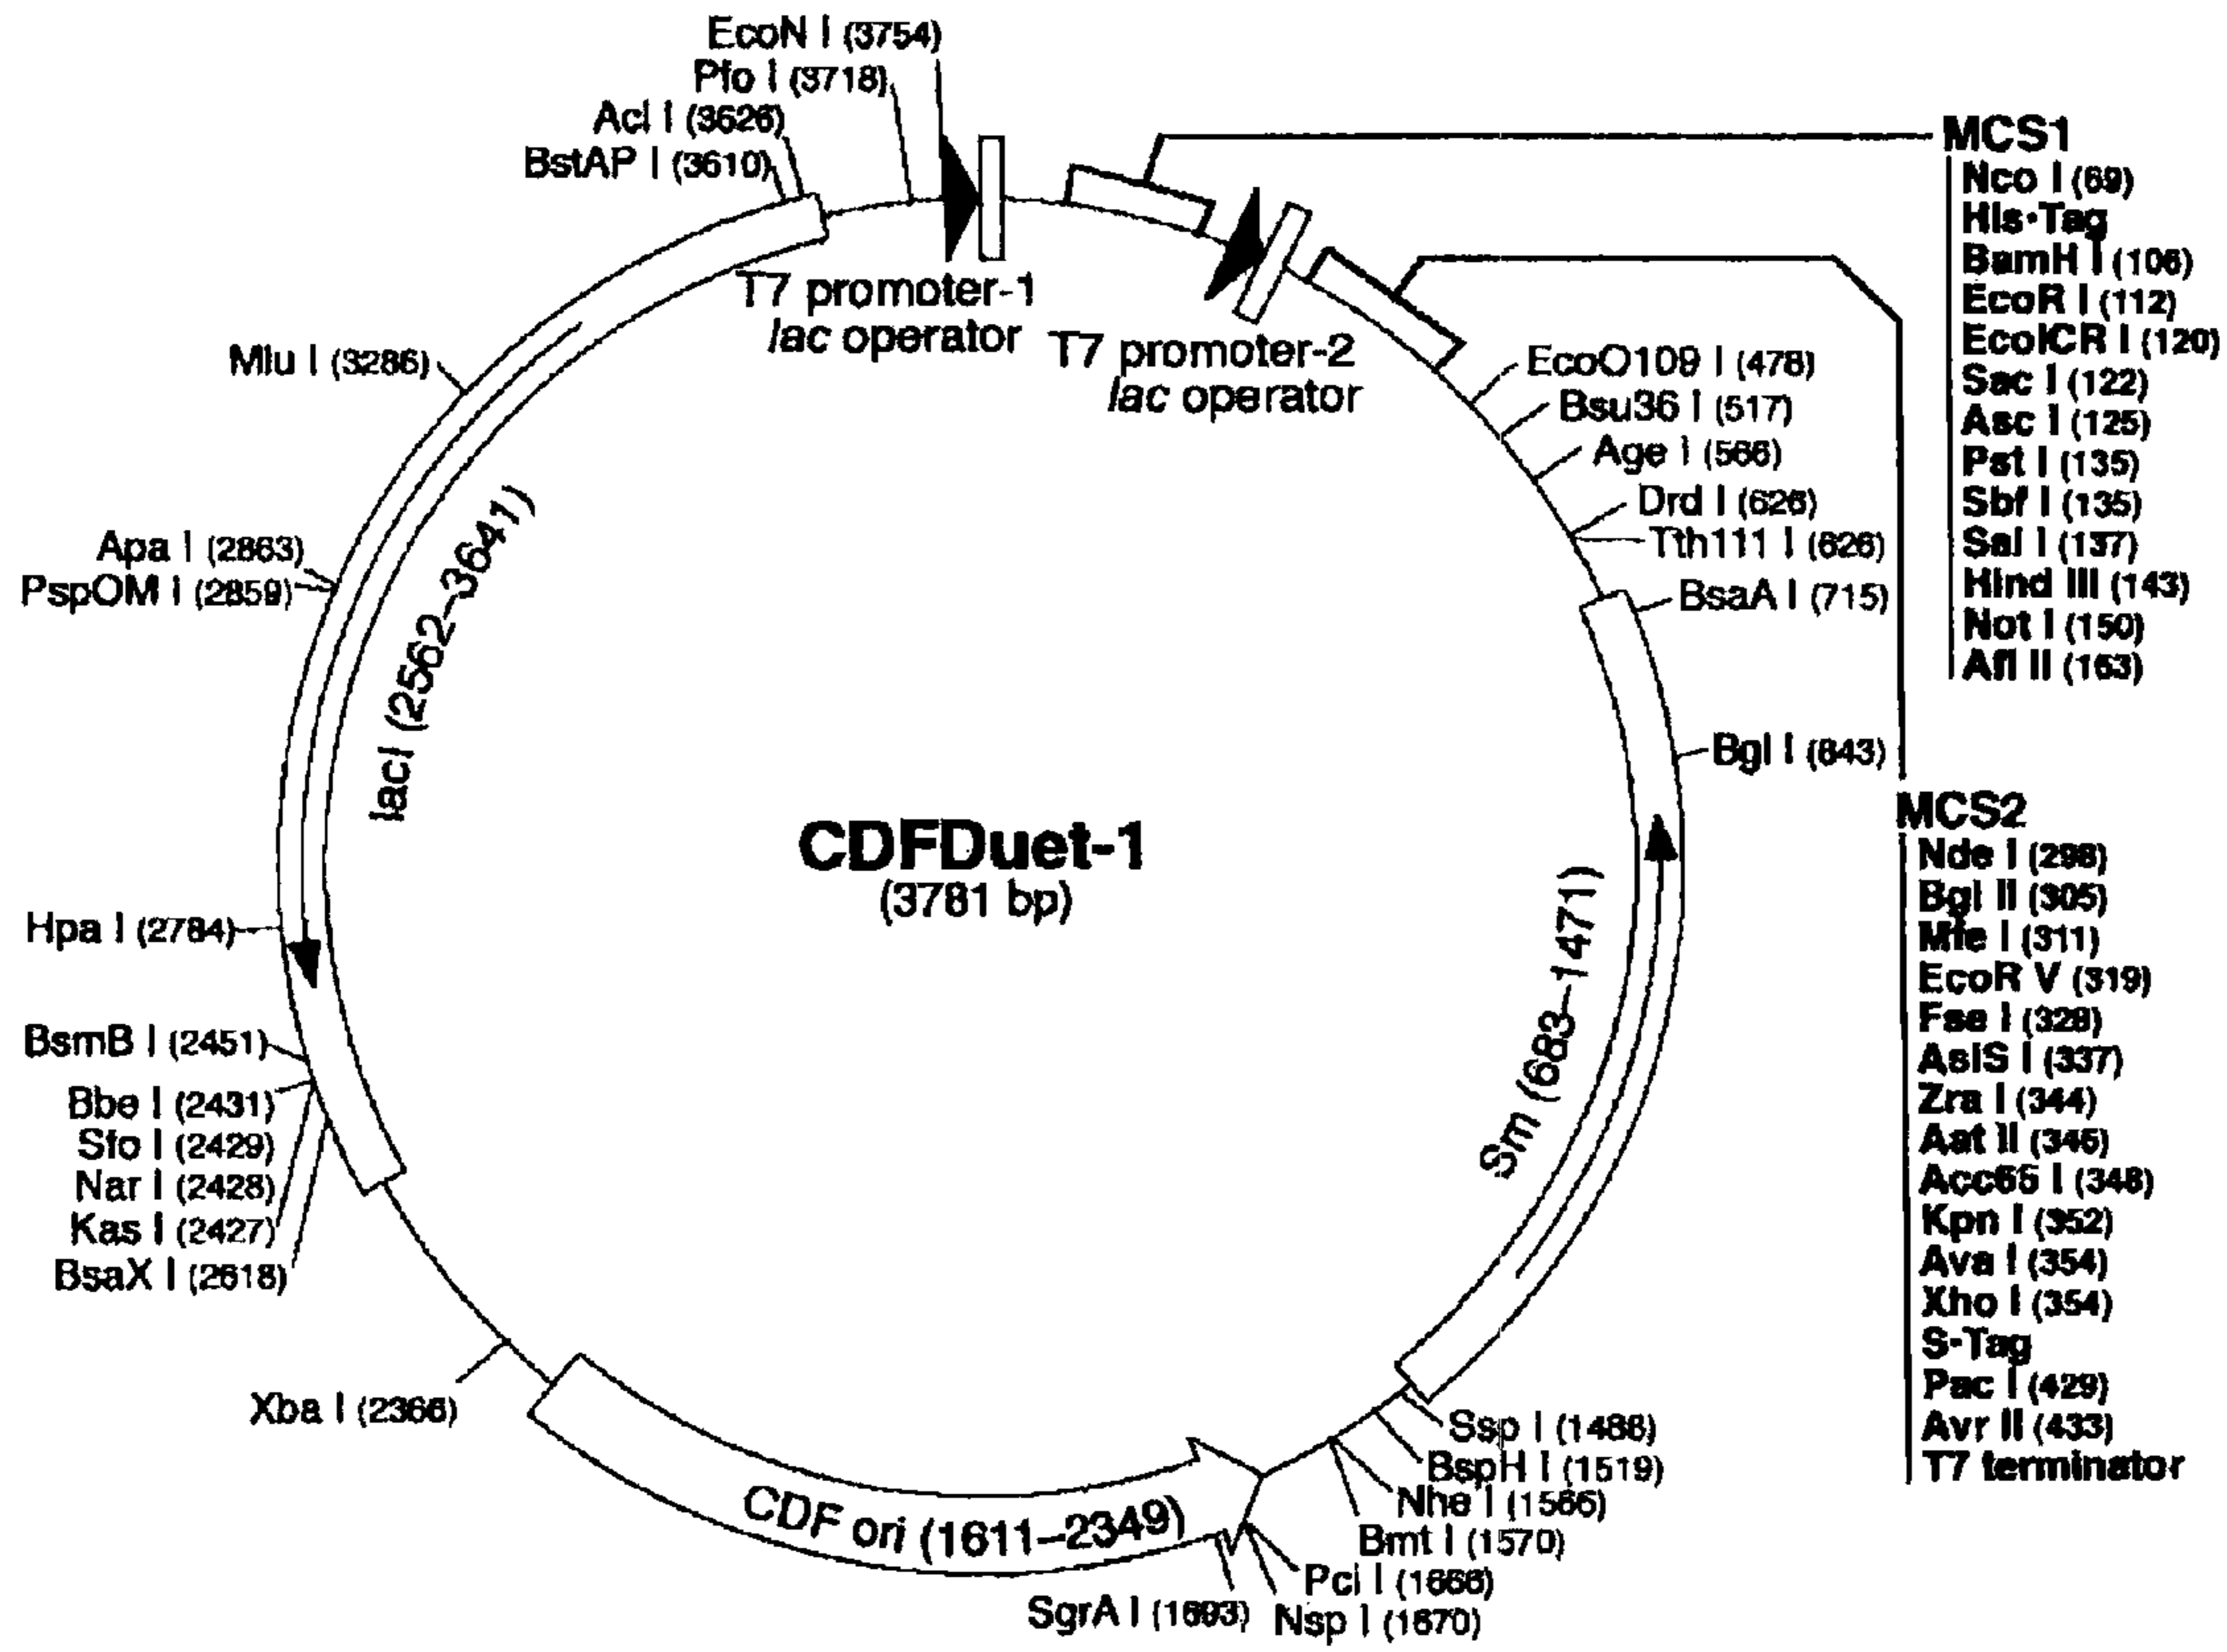 EcoN I (3754)
Pfo I (3718)
Acl I (3626)
BstAP I (3610)
T7 promoter-1
lac operator
T7 promoter-2
lac operator
MCS1
Nco I (69)
His•Tag
BamH I (106)
EcoR I (112)
EcoICR I (120)
Sac I (122)
Asc I (125)
Pst I (135)
Sbf I (135)
Sal I (137)
Hind III (143)
Not I (150)
Afl II (163)
EcoO109 I (478)
Bsu36 I (517)
Age I (566)
Drd I (626)
Tth111 I (626)
BsaA I (715)
Bgl I (843)
MCS2
Nde I (298)
Bgl II (305)
Mfe I (311)
EcoR V (319)
Fse I (328)
AsiS I (337)
Zra I (344)
Aat II (346)
Acc65 I (348)
Kpn I (352)
Ava I (354)
Xho I (354)
S-Tag
Pac I (429)
Avr II (433)
T7 terminator
Mlu I (3286)
Apa I (2863)
PspOM I (2859)
lacI (2562–3641)
CDFDuet-1
(3781 bp)
Hpa I (2784)
BsmB I (2451)
Bbe I (2431)
Sfo I (2429)
Nar I (2428)
Kas I (2427)
BsaX I (2618)
Xba I (2366)
Sm (683–1471)
CDF ori (1611–2349)
Ssp I (1486)
BspH I (1519)
Nhe I (1566)
Bmt I (1570)
Pci I (1666)
Nsp I (1670)
SgrA I (1693)